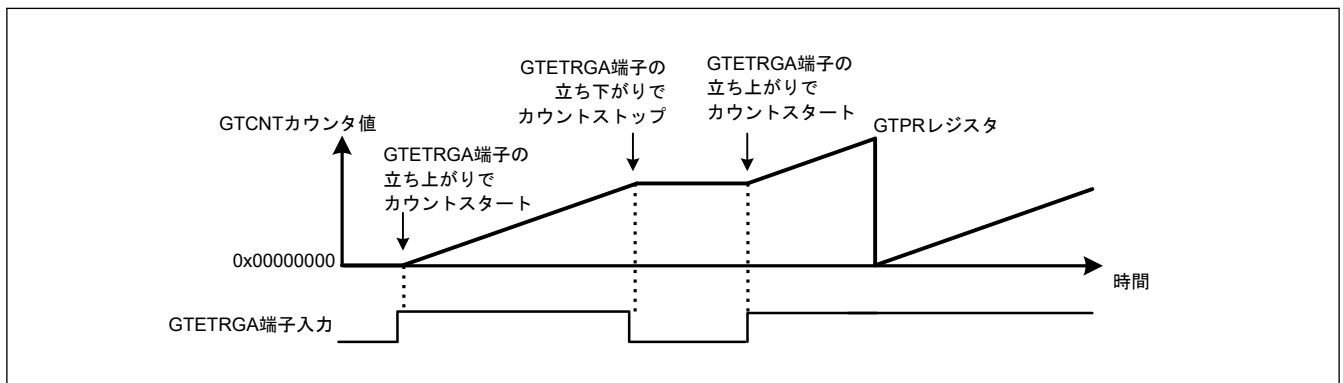 GTETRGA端子の
立ち下がりで
カウントストップ
GTETRGA端子の
立ち上がりで
カウントスタート
GTCNTカウンタ値
GTPRレジスタ
GTETRGA端子の
立ち上がりで
カウントスタート
0x00000000
時間
GTETRGA端子入力